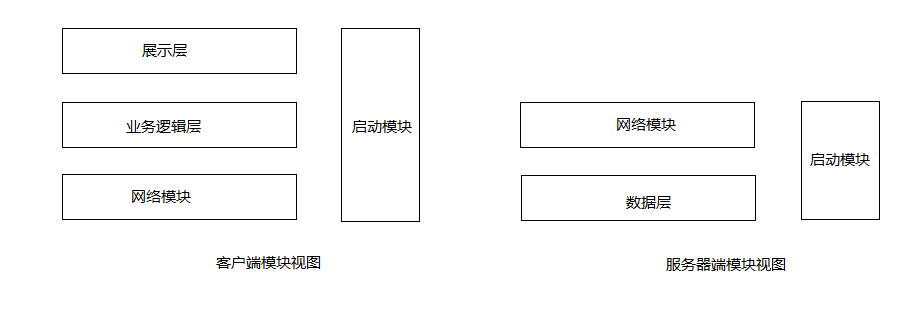 展示层
业务逻辑层
网络模块
启动模块
客户端模块视图
网络模块
数据层
启动模块
服务器端模块视图